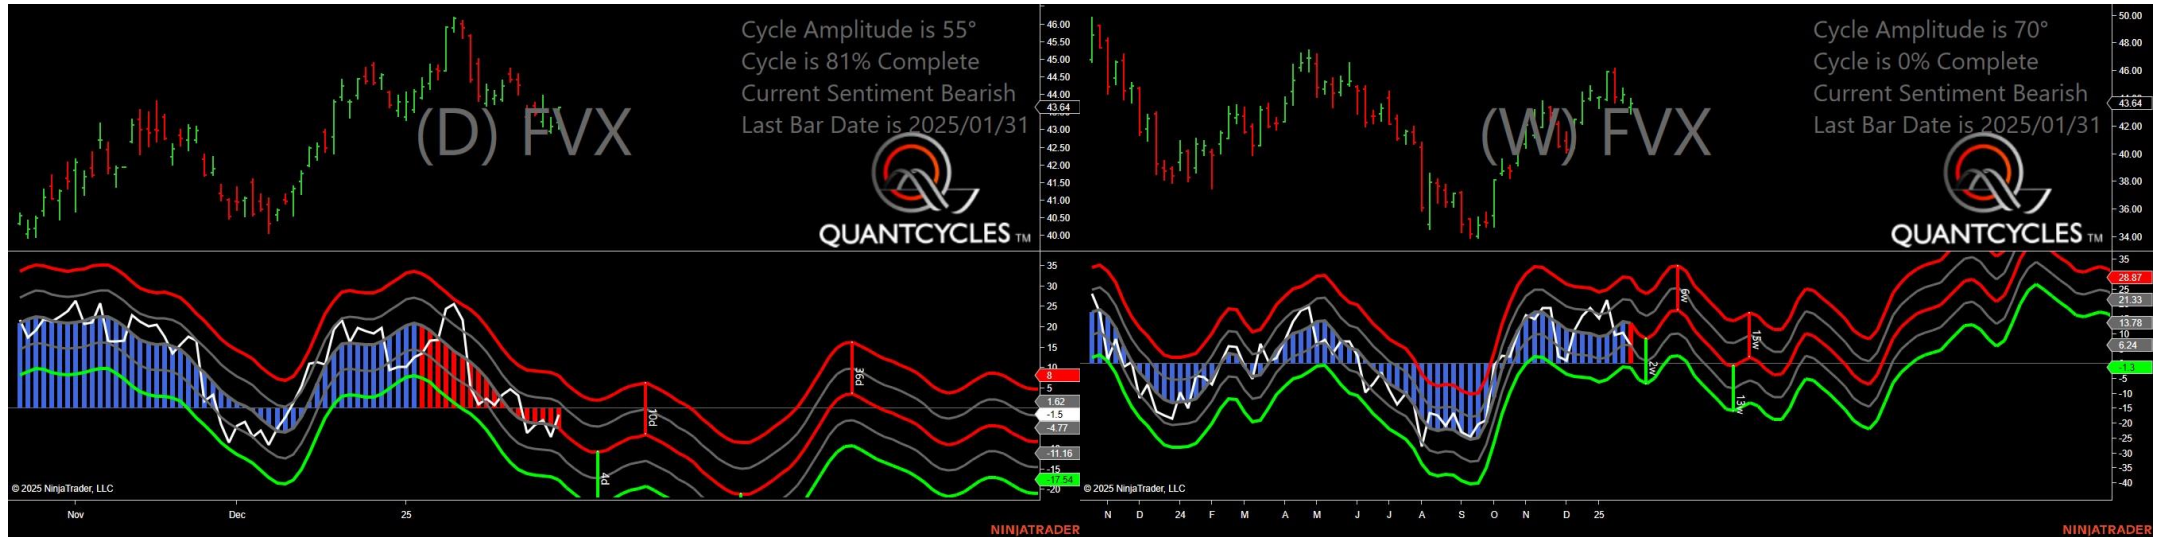 Cycle Amplitude is 55°
Cycle is 81% Complete
Current Sentiment Bearish
Last Bar Date is 2025/01/31
(D) FVX
QUANTCYCLES TM
46.00
45.50
45.00
44.50
44.00
43.64
43.00
42.50
42.00
41.50
41.00
40.50
40.00
35
30
25
20
15
10
8
5
1.62
-1.5
-4.77
-11.16
-15
-17.54
-20
10d
36d
4d
© 2025 NinjaTrader, LLC
Nov Dec 25
NINJATRADER
Cycle Amplitude is 70°
Cycle is 0% Complete
Current Sentiment Bearish
Last Bar Date is 2025/01/31
(W) FVX
QUANTCYCLES TM
50.00
48.00
46.00
43.64
42.00
40.00
38.00
36.00
34.00
35
28.87
25
21.33
13.78
10
6.24
-1.3
-5
-10
-15
-20
-25
-30
-35
-40
6w
15w
2w
13w
© 2025 NinjaTrader, LLC
N D 24 F M A M J J A S O N D 25
NINJATRADER